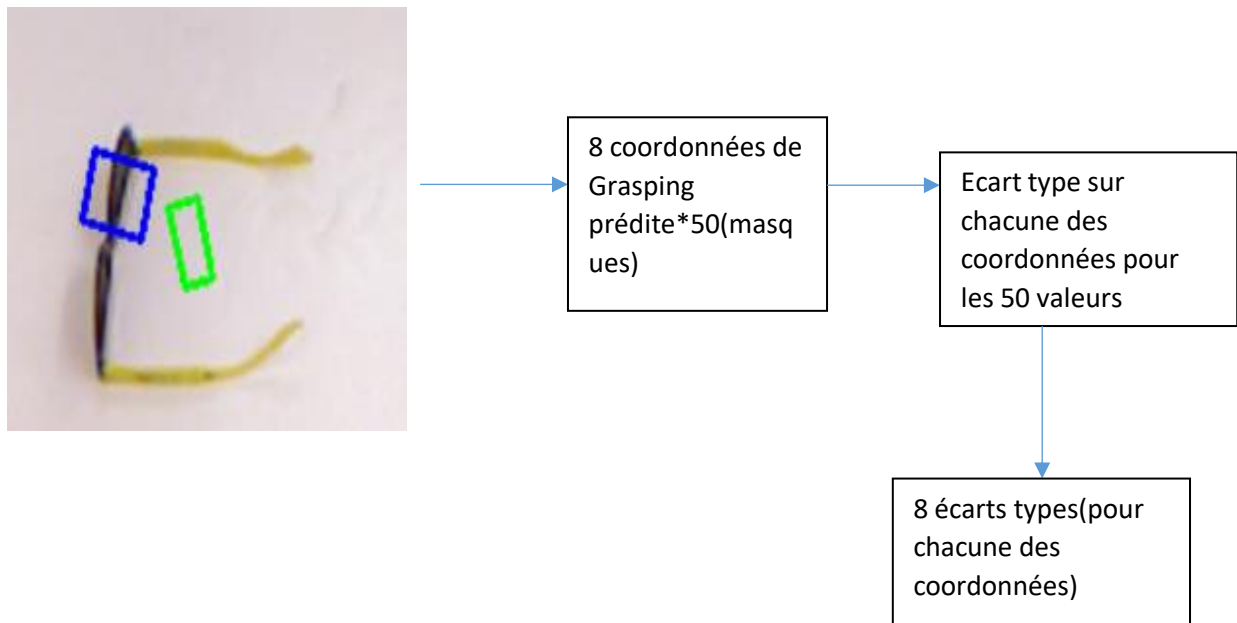 8 coordonnées de
Grasping
prédite*50(masq
ues)
Ecart type sur
chacune des
coordonnées pour
les 50 valeurs
8 écarts types(pour
chacune des
coordonnées)